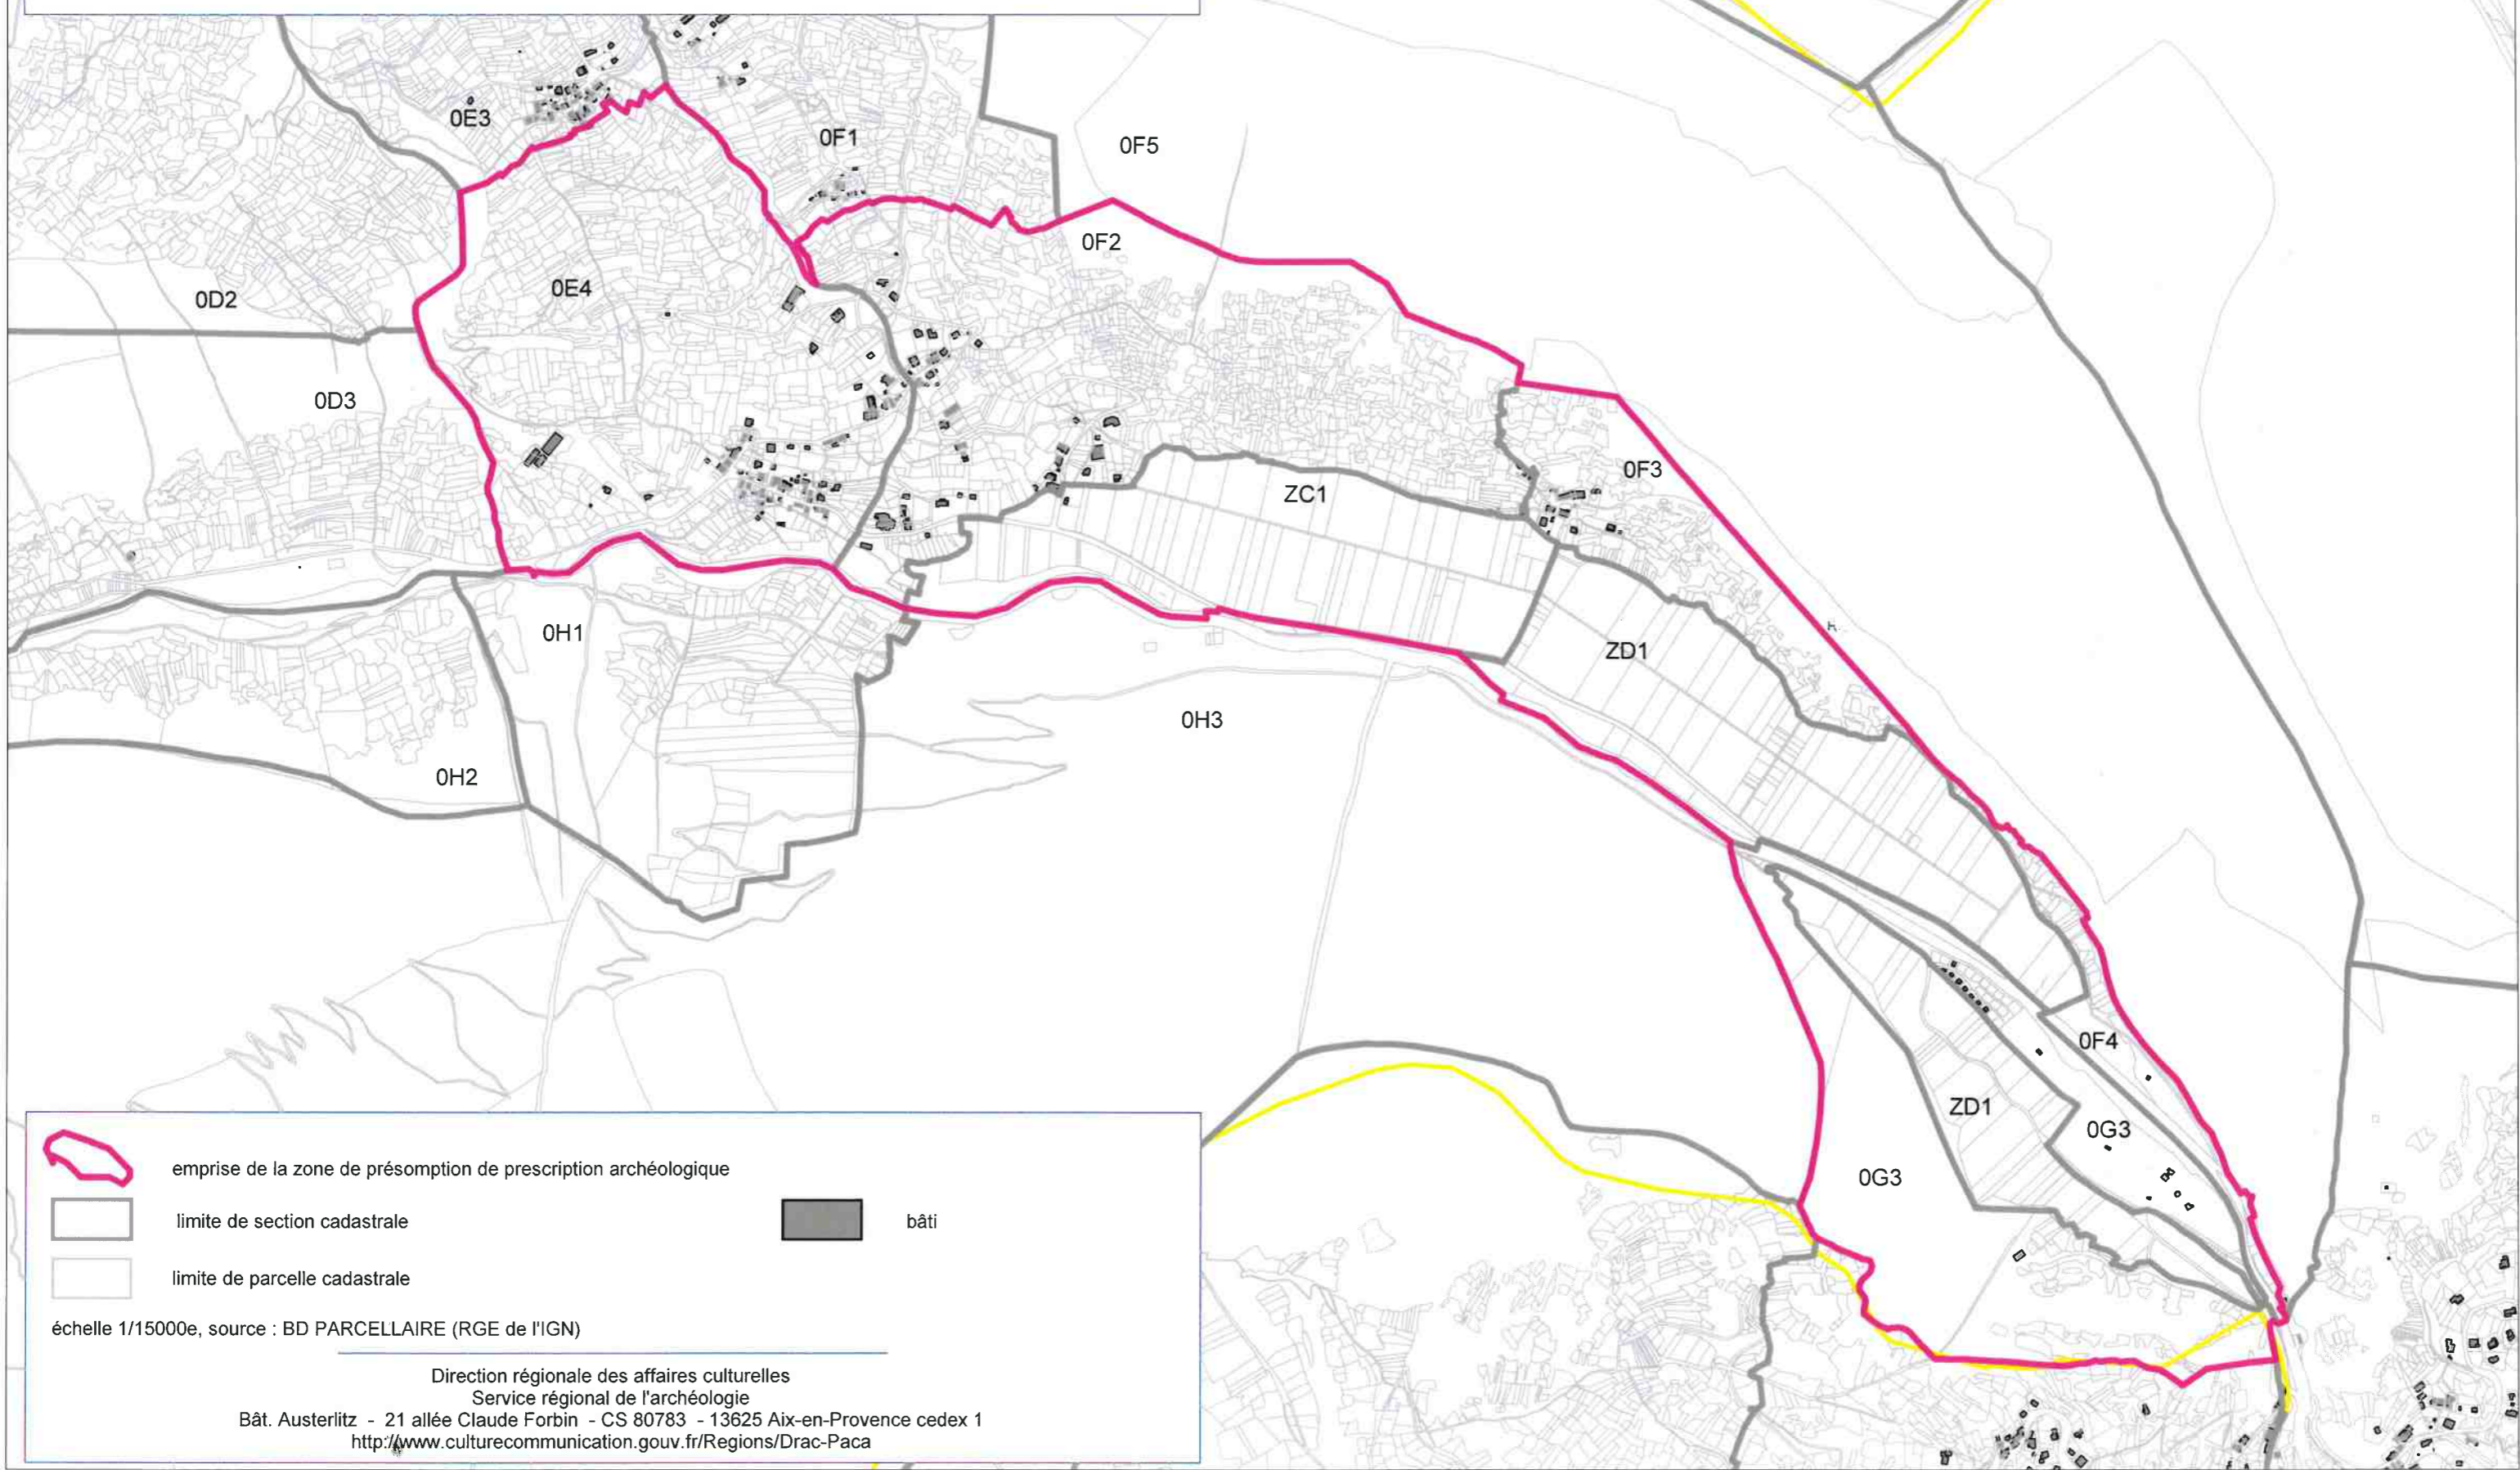 0E3
0F1
0F5
0F2
0D2
0E4
0D3
0F3
ZC1
0H1
ZD1
0H3
0H2
0F4
ZD1
0G3
0G3
emprise de la zone de présomption de prescription archéologique
limite de section cadastrale
bâti
limite de parcelle cadastrale
échelle 1/15000e, source : BD PARCELLAIRE (RGE de l'IGN)
Direction régionale des affaires culturelles
Service régional de l'archéologie
Bât. Austerlitz - 21 allée Claude Forbin - CS 80783 - 13625 Aix-en-Provence cedex 1
http://www.culturecommunication.gouv.fr/Regions/Drac-Paca